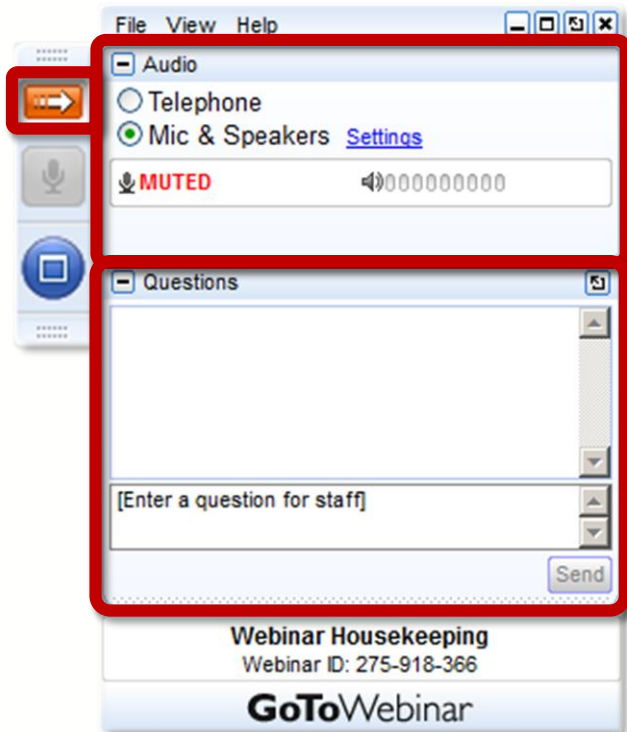 File View Help
Audio
Telephone
Mic & Speakers Settings
MUTED
Questions
[Enter a question for staff]
Send
Webinar Housekeeping
Webinar ID: 275-918-366
GoToWebinar